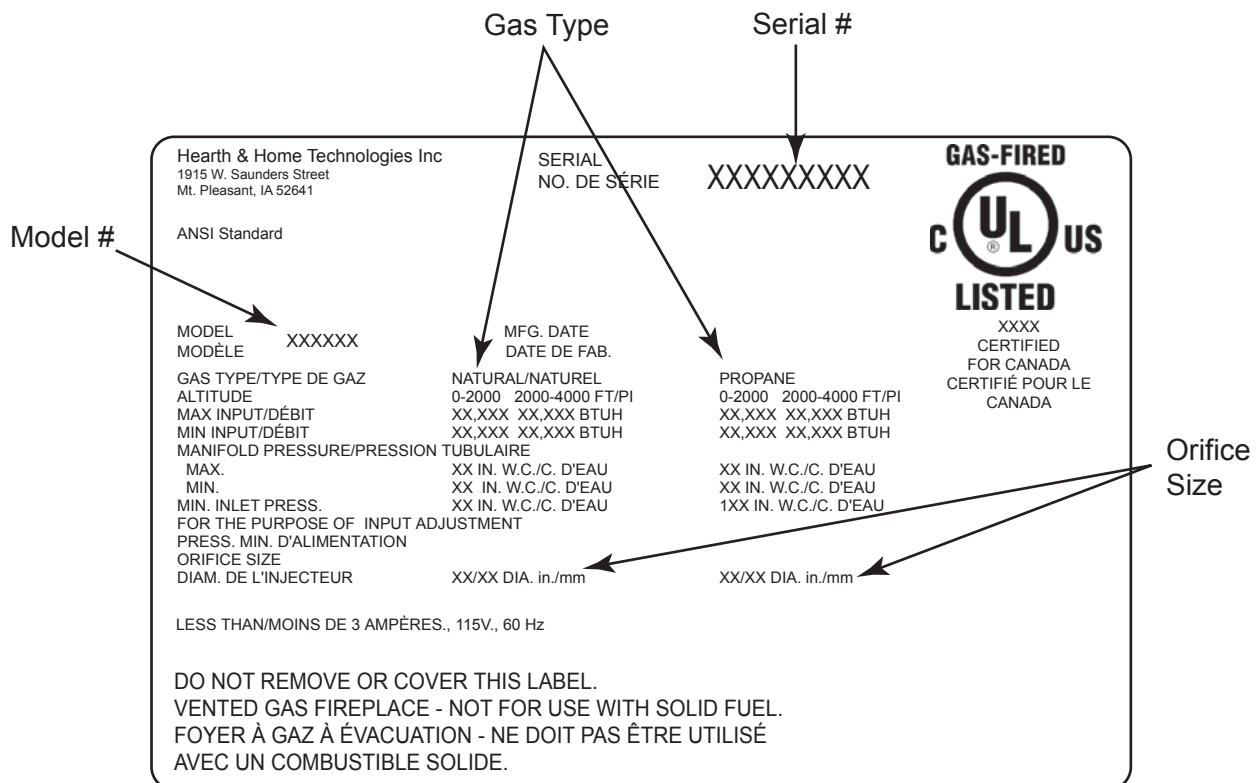 Gas Type
Serial #
Hearth & Home Technologies Inc
1915 W. Saunders Street
Mt. Pleasant, IA 52641
SERIAL
NO. DE SÉRIE
XXXXXXXXX
GAS-FIRED
C UL ® US
LISTED
XXXX
CERTIFIED
FOR CANADA
CERTIFIÉ POUR LE
CANADA
Model #
ANSI Standard
MODEL
MODÈLE
XXXXXX
MFG. DATE
DATE DE FAB.
GAS TYPE/TYPE DE GAZ NATURAL/NATUREL PROPANE
ALTITUDE 0-2000 2000-4000 FT/PI 0-2000 2000-4000 FT/PI
MAX INPUT/DÉBIT XX,XXX XX,XXX BTUH XX,XXX XX,XXX BTUH
MIN INPUT/DÉBIT XX,XXX XX,XXX BTUH XX,XXX XX,XXX BTUH
MANIFOLD PRESSURE/PRESSION TUBULAIRE
MAX. XX IN. W.C./C. D'EAU XX IN. W.C./C. D'EAU
MIN. XX IN. W.C./C. D'EAU XX IN. W.C./C. D'EAU
MIN. INLET PRESS. XX IN. W.C./C. D'EAU 1XX IN. W.C./C. D'EAU
FOR THE PURPOSE OF INPUT ADJUSTMENT
PRESS. MIN. D'ALIMENTATION
ORIFICE SIZE
DIAM. DE L'INJECTEUR XX/XX DIA. in./mm XX/XX DIA. in./mm
Orifice
Size
LESS THAN/MOINS DE 3 AMPÈRES., 115V., 60 Hz
DO NOT REMOVE OR COVER THIS LABEL.
VENTED GAS FIREPLACE - NOT FOR USE WITH SOLID FUEL.
FOYER À GAZ À ÉVACUATION - NE DOIT PAS ÊTRE UTILISÉ
AVEC UN COMBUSTIBLE SOLIDE.